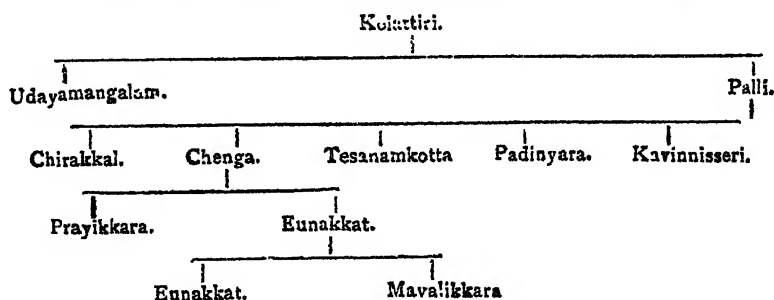 Kolattiri.
Udayamangalam. Palli.
Chirakkal. Chenga. Tesanamkotta Padinyara. Kavinnisseri.
Prayikkara. Eunakkat.
Eunakkat. Mavalikkara